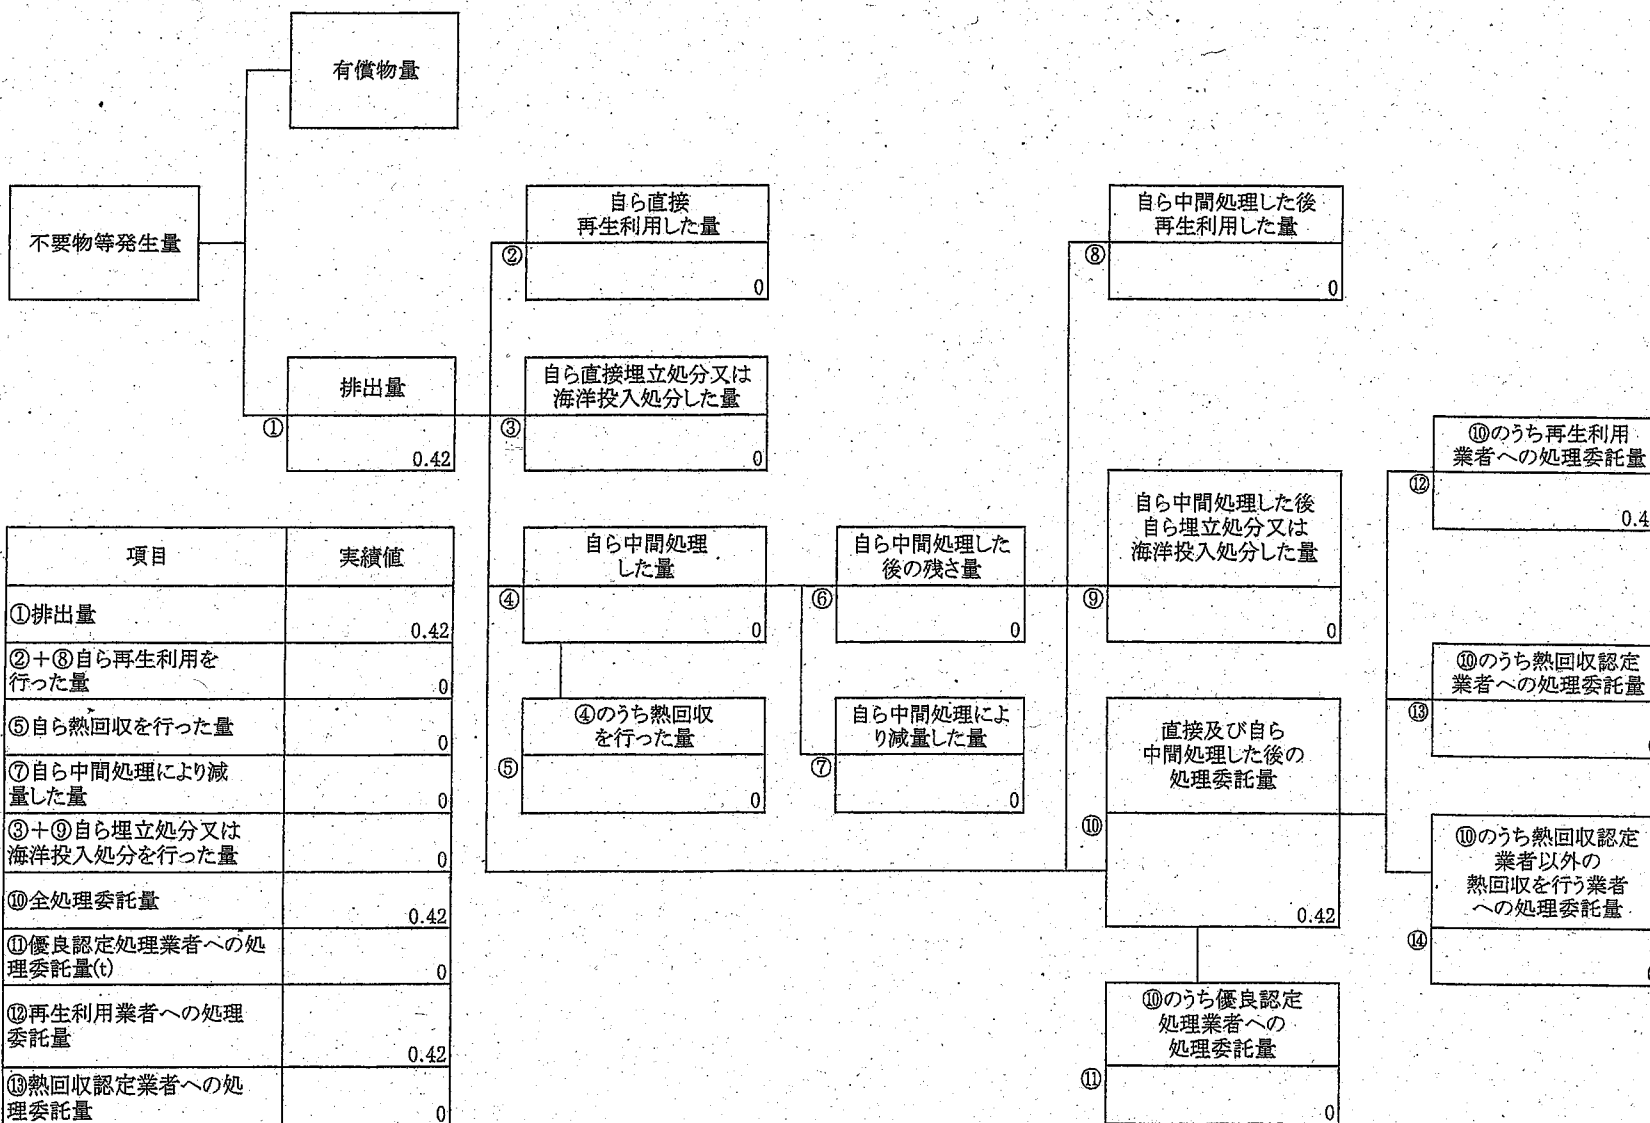 有償物量
不要物等発生量
自ら直接
再生利用した量
②
0
自ら中間処理した後
再生利用した量
⑧
0
排出量
①
0.42
自ら直接埋立処分又は
海洋投入処分した量
③
0
⑩のうち再生利用
業者への処理委託量
⑫
0.4
自ら中間処理
した量
④
0
自ら中間処理した
後の残さ量
⑥
0
自ら中間処理した後
自ら埋立処分又は
海洋投入処分した量
⑨
0
⑩のうち熱回収認定
業者への処理委託量
⑬
④のうち熱回収
を行った量
⑤
0
自ら中間処理によ
り減量した量
⑦
0
直接及び自ら
中間処理した後の
処理委託量
⑩
0.42
⑩のうち熱回収認定
業者以外の
熱回収を行う業者
への処理委託量
⑭
⑩のうち優良認定
処理業者への
処理委託量
⑪
0
項目 実績値
①排出量
0.42
②+⑧自ら再生利用を
行った量
0
⑤自ら熱回収を行った量
0
⑦自ら中間処理により減
量した量
0
③+⑨自ら埋立処分又は
海洋投入処分を行った量
0
⑩全処理委託量
0.42
⑪優良認定処理業者への処
理委託量(t)
0
⑫再生利用業者への処理
委託量
0.42
⑬熱回収認定業者への処
理委託量
0